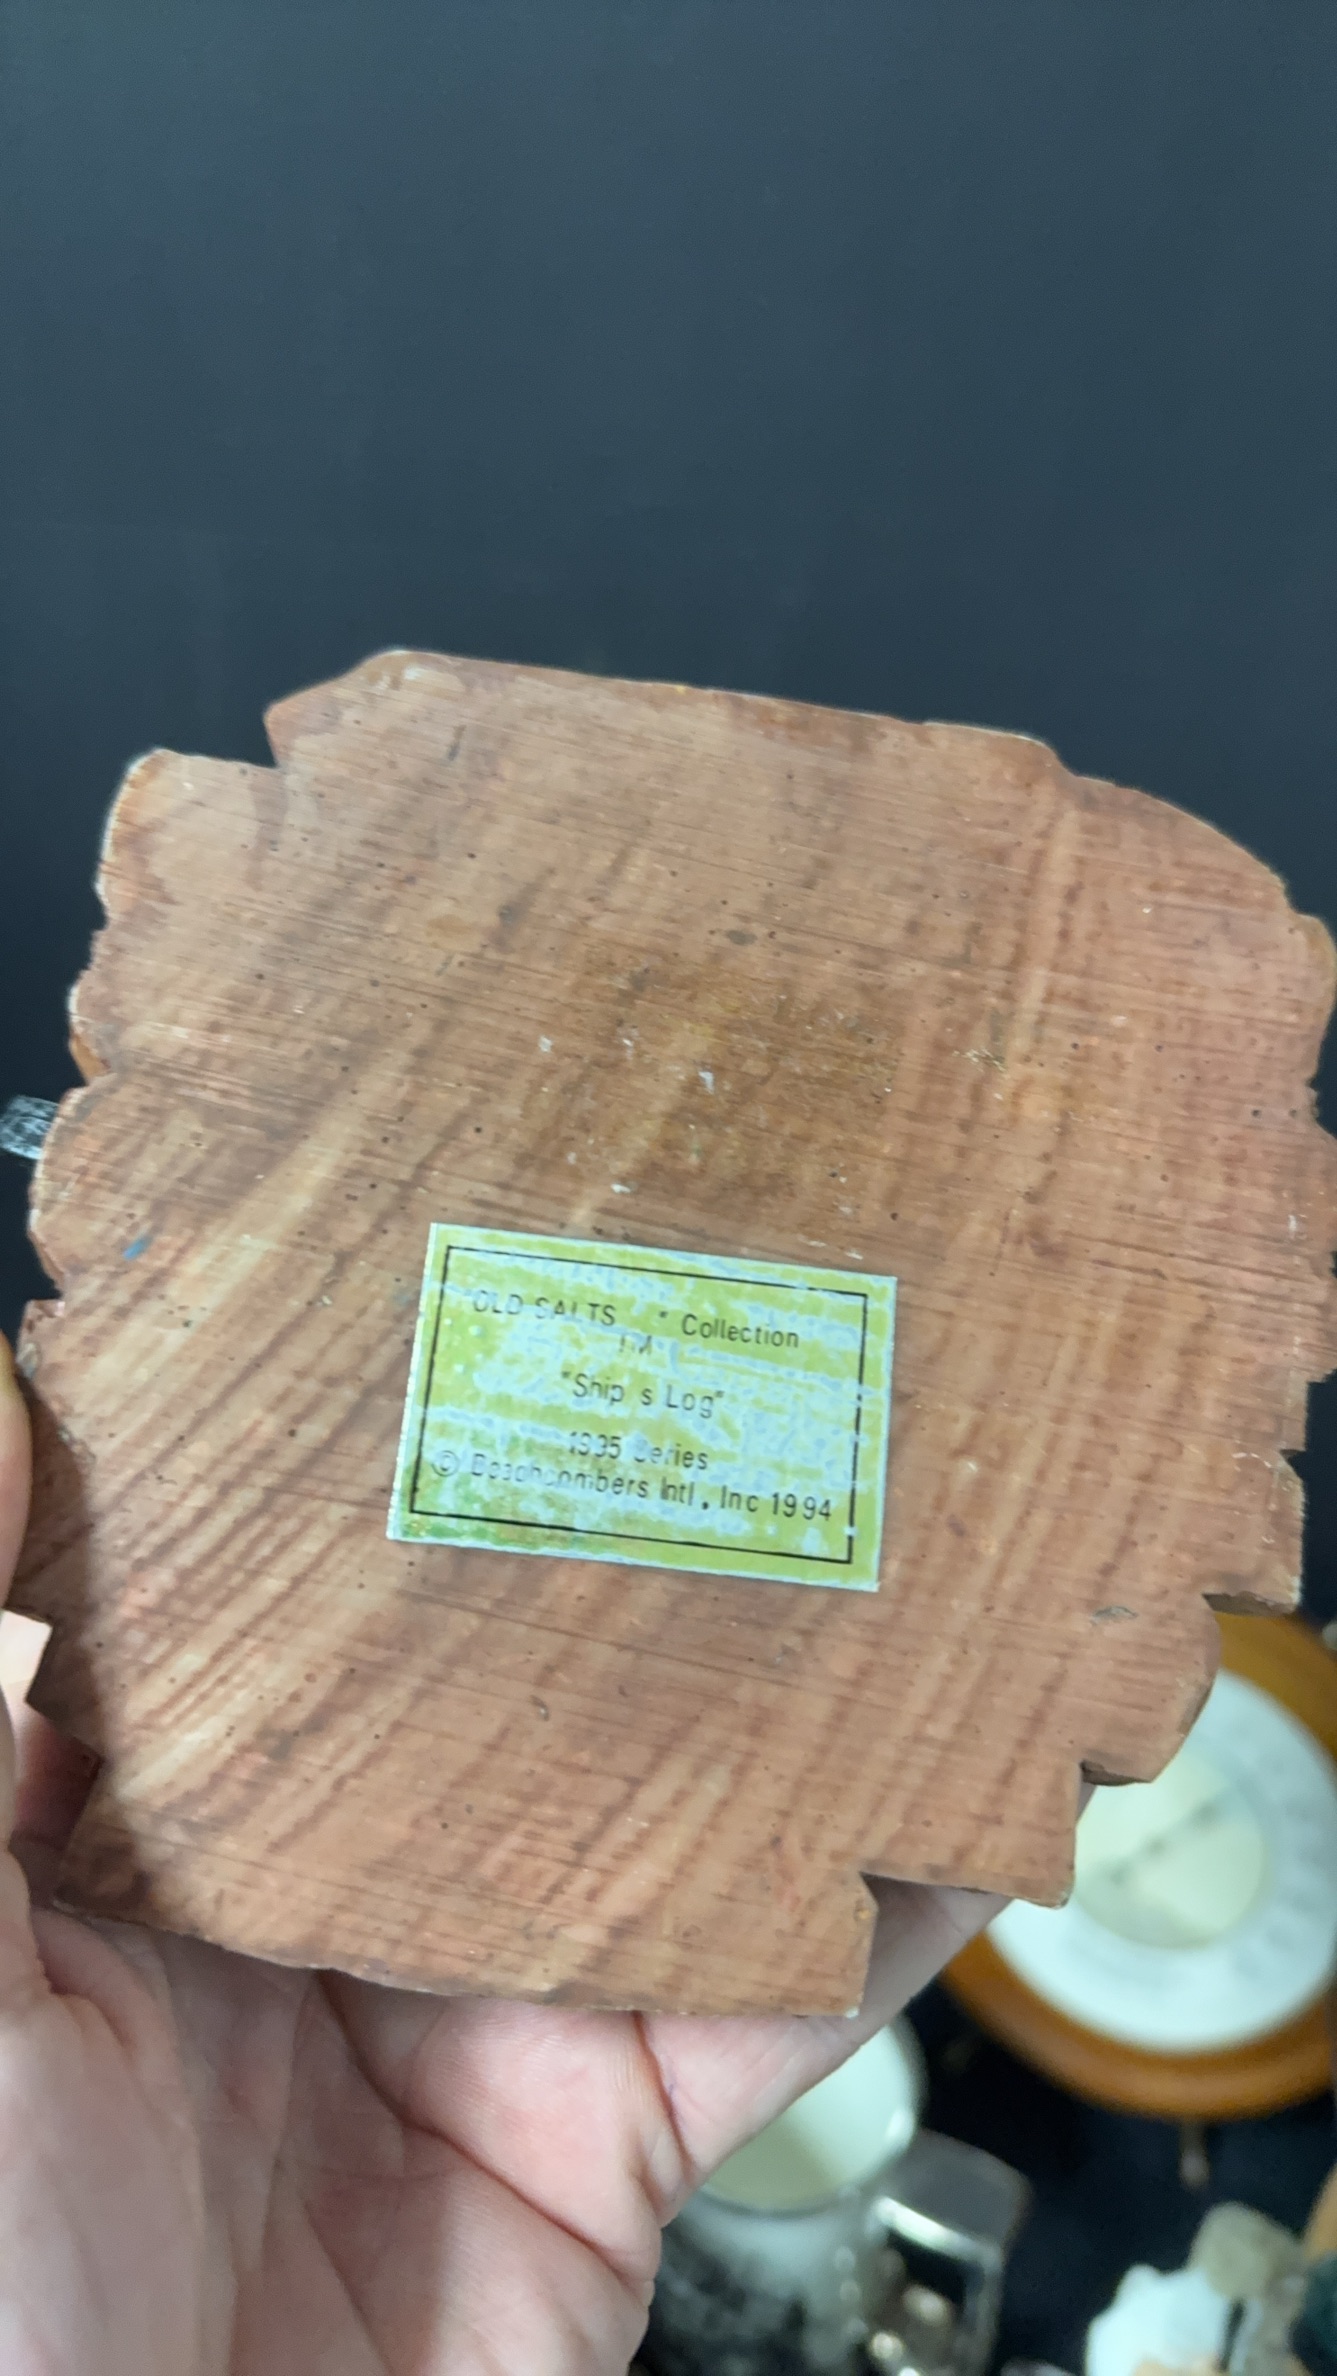 "OLD SALTS " Collection
TM
"Ship s Log"
1995 Series
© Beachcombers Intl., Inc 1994